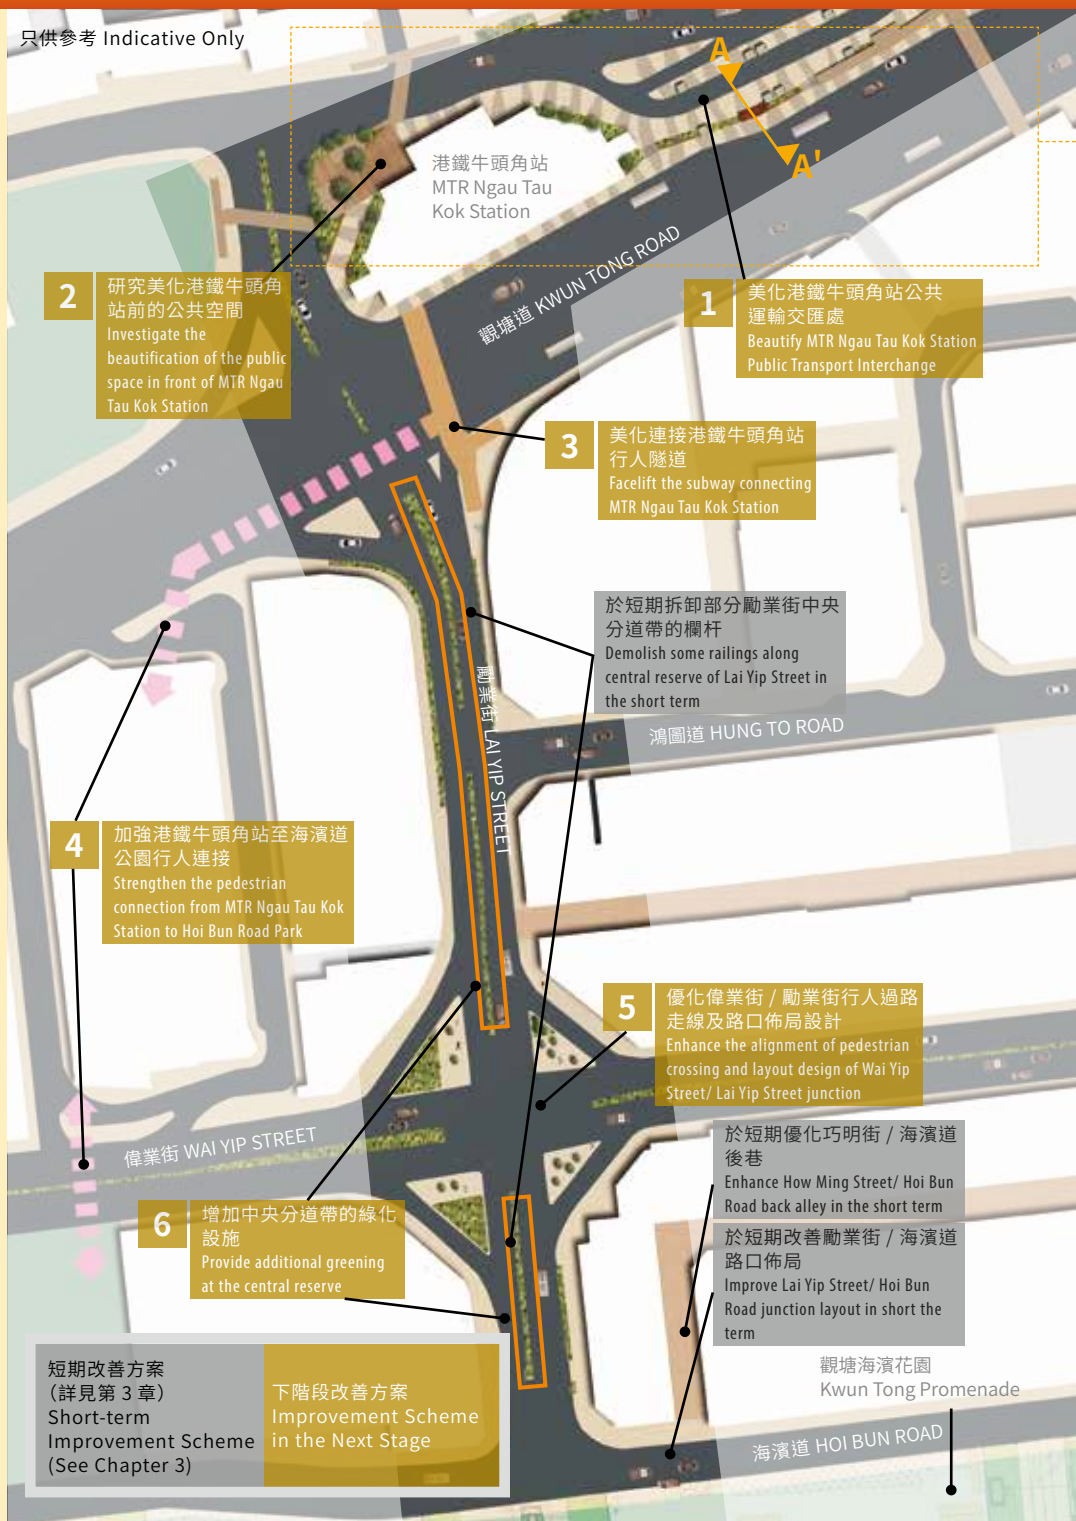 只供參考 Indicative Only
A
A'
港鐵牛頭角站
MTR Ngau Tau
Kok Station
觀塘道 KWUN TONG ROAD
2
研究美化港鐵牛頭角
站前的公共空間
Investigate the
beautification of the public
space in front of MTR Ngau
Tau Kok Station
1
美化港鐵牛頭角站公共
運輸交匯處
Beautify MTR Ngau Tau Kok Station
Public Transport Interchange
3
美化連接港鐵牛頭角站
行人隧道
Facelift the subway connecting
MTR Ngau Tau Kok Station
於短期拆卸部分勵業街中央
分道帶的欄杆
Demolish some railings along
central reserve of Lai Yip Street in
the short term
勵業街 LAI YIP STREET
鴻圖道 HUNG TO ROAD
4
加強港鐵牛頭角站至海濱道
公園行人連接
Strengthen the pedestrian
connection from MTR Ngau Tau Kok
Station to Hoi Bun Road Park
5
優化偉業街 / 勵業街行人過路
走線及路口佈局設計
Enhance the alignment of pedestrian
crossing and layout design of Wai Yip
Street/ Lai Yip Street junction
偉業街 WAI YIP STREET
於短期優化巧明街 / 海濱道
後巷
Enhance How Ming Street/ Hoi Bun
Road back alley in the short term
6
增加中央分道帶的綠化
設施
Provide additional greening
at the central reserve
於短期改善勵業街 / 海濱道
路口佈局
Improve Lai Yip Street/ Hoi Bun
Road junction layout in short the
term
觀塘海濱花園
Kwun Tong Promenade
海濱道 HOI BUN ROAD
短期改善方案
（詳見第 3 章）
Short-term
Improvement Scheme
(See Chapter 3)
下階段改善方案
Improvement Scheme
in the Next Stage